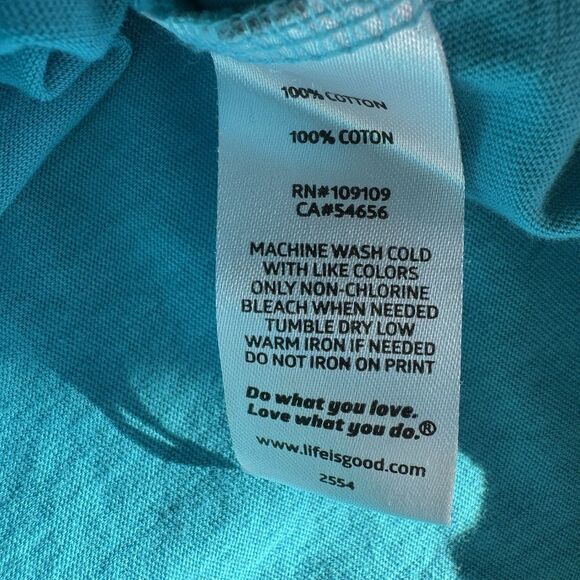 100% COTTON
100% COTON
RN#109109
CA#54656
MACHINE WASH COLD
WITH LIKE COLORS
ONLY NON-CHLORINE
BLEACH WHEN NEEDED
TUMBLE DRY LOW
WARM IRON IF NEEDED
DO NOT IRON ON PRINT
Do what you love.
Love what you do.®
www.lifeisgood.com
2554